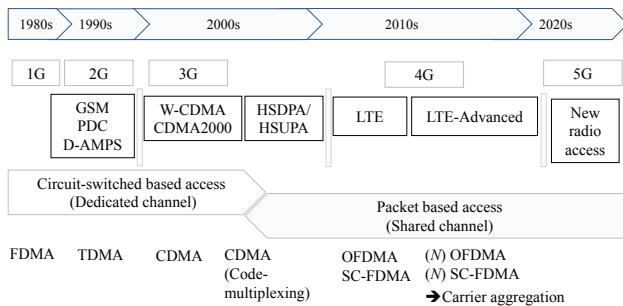 1980s 1990s 2000s 2010s 2020s
1G 2G 3G 4G 5G
GSM
PDC
D-AMPS
W-CDMA
CDMA2000
HSDPA/
HSUPA
LTE
LTE-Advanced
New
radio
access
Circuit-switched based access
(Dedicated channel)
Packet based access
(Shared channel)
FDMA
TDMA
CDMA
CDMA
(Code-
multiplexing)
OFDMA
SC-FDMA
(N) OFDMA
(N) SC-FDMA
➔Carrier aggregation